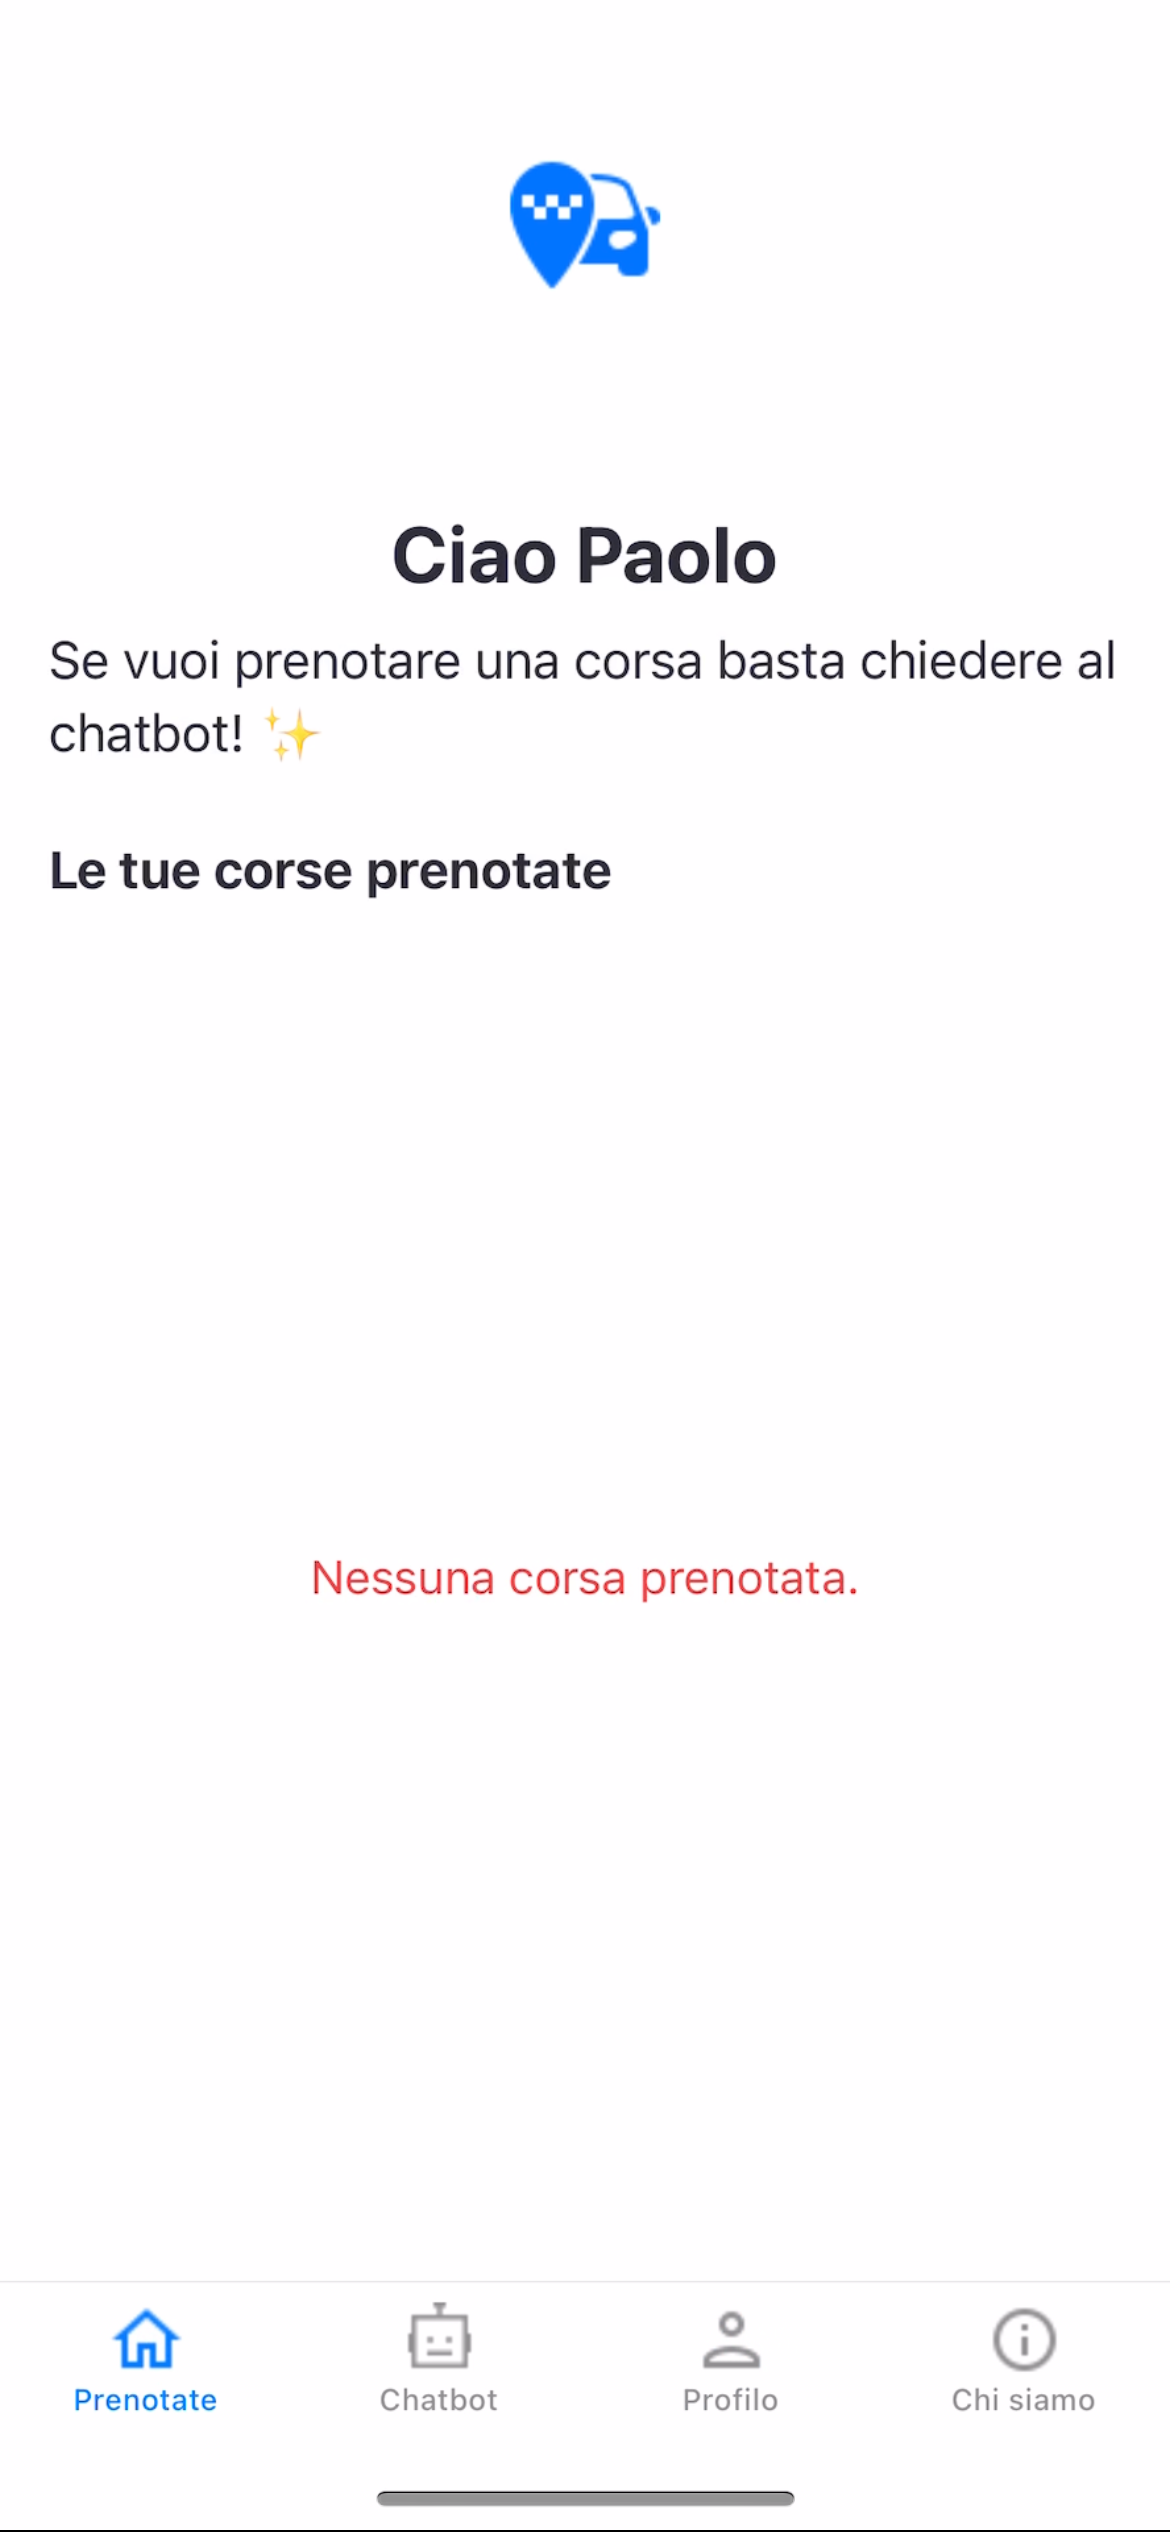 Ciao Paolo
Se vuoi prenotare una corsa basta chiedere al
chatbot! ✨
Le tue corse prenotate
Nessuna corsa prenotata.
Prenotate
Chatbot
Profilo
Chi siamo